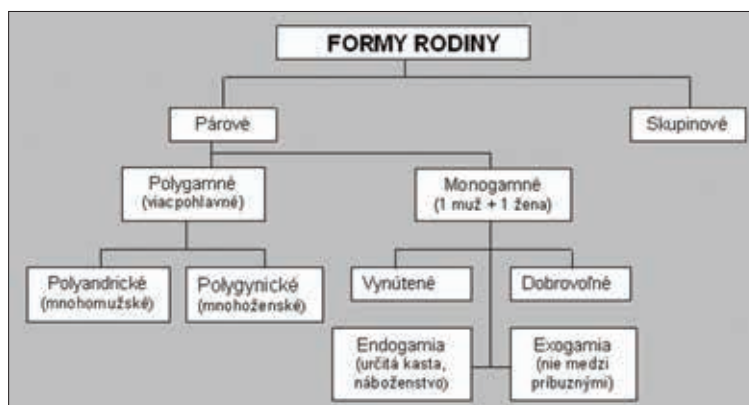 FORMY RODINY
Párové
Skupinové
Polygamné
(viacpohlavné)
Monogamné
(1 muž + 1 žena)
Polyandrické
(mnohomužské)
Polygynické
(mnohoženské)
Vynútené
Dobrovoľné
Endogamia
(určitá kasta,
náboženstvo)
Exogamia
(nie medzi
príbuznými)